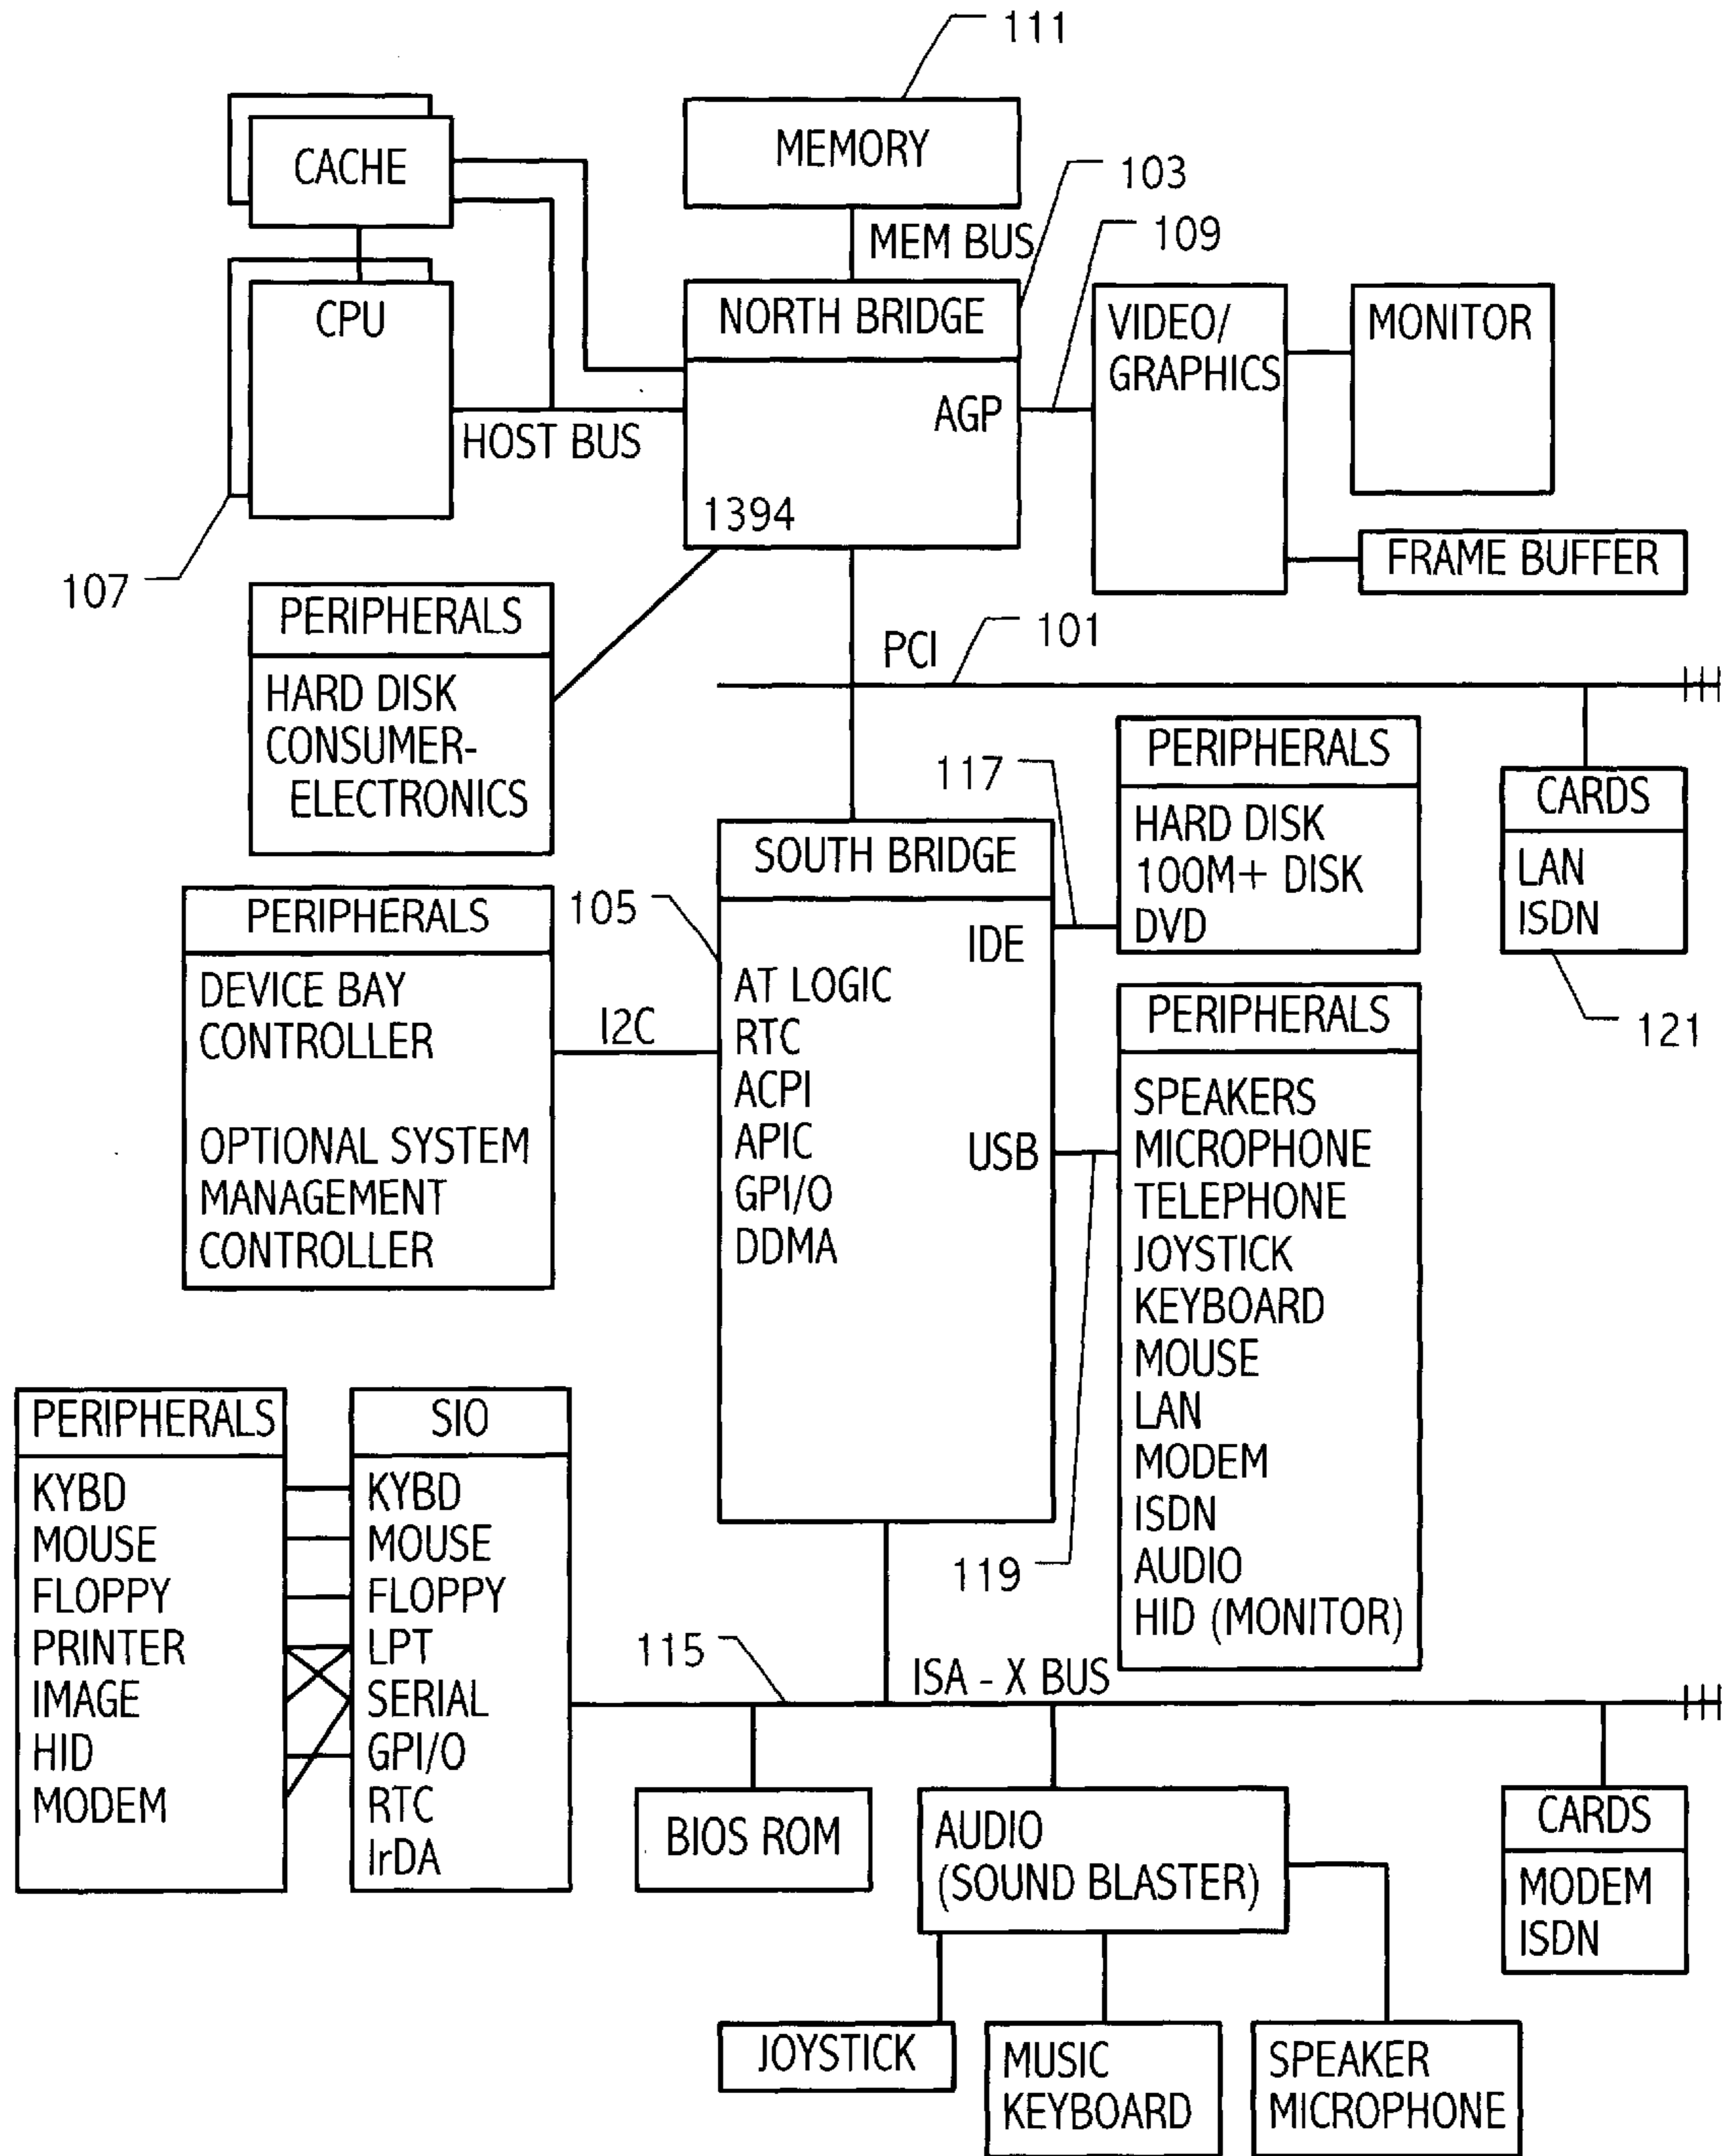 111
CACHE
MEMORY
103
MEM BUS
109
CPU
NORTH BRIDGE
VIDEO/
GRAPHICS
MONITOR
AGP
HOST BUS
1394
FRAME BUFFER
107
PERIPHERALS
HARD DISK
CONSUMER-
ELECTRONICS
PCI
101
PERIPHERALS
HARD DISK
100M+ DISK
DVD
117
CARDS
LAN
ISDN
121
SOUTH BRIDGE
105
IDE
AT LOGIC
RTC
ACPI
APIC
GPI/O
DDMA
USB
PERIPHERALS
DEVICE BAY
CONTROLLER
OPTIONAL SYSTEM
MANAGEMENT
CONTROLLER
I2C
PERIPHERALS
SPEAKERS
MICROPHONE
TELEPHONE
JOYSTICK
KEYBOARD
MOUSE
LAN
MODEM
ISDN
AUDIO
HID (MONITOR)
119
PERIPHERALS
KYBD
MOUSE
FLOPPY
PRINTER
IMAGE
HID
MODEM
SIO
KYBD
MOUSE
FLOPPY
LPT
SERIAL
GPI/O
RTC
IrDA
115
ISA - X BUS
BIOS ROM
AUDIO
(SOUND BLASTER)
CARDS
MODEM
ISDN
JOYSTICK
MUSIC
KEYBOARD
SPEAKER
MICROPHONE